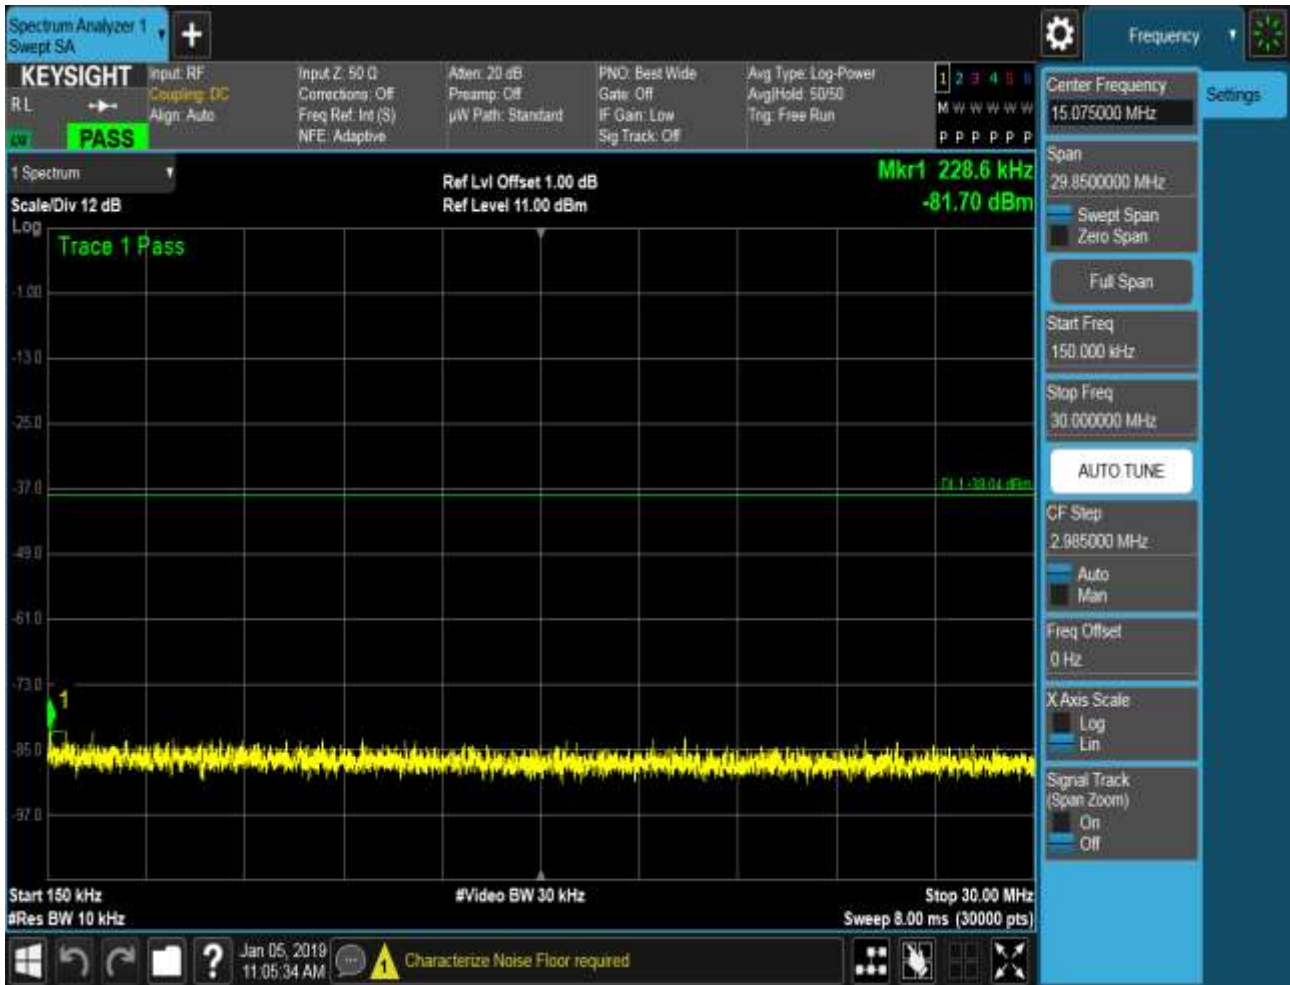 Spectrum Analyzer 1
Swept SA
Frequency
KEYSIGHT
R L
PASS
Input: RF
Coupling: DC
Align: Auto
Input Z: 50 Ω
Corrections: Off
Freq Ref: Int (S)
NFE: Adaptive
Atten: 20 dB
Preamp: Off
µW Path: Standard
PNO: Best Wide
Gate: Off
IF Gain: Low
Sig Track: Off
Avg Type: Log-Power
Avg|Hold: 50/50
Trig: Free Run
1 2 3 4 5 6
M W W W W W
P P P P P P
1 Spectrum
Scale/Div 12 dB
Log
Ref Lvl Offset 1.00 dB
Ref Level 11.00 dBm
Mkr1 228.6 kHz
-81.70 dBm
Trace 1 Pass
-1.00
-13.0
-25.0
-37.0
DL1 -39.04 dBm
-49.0
-61.0
-73.0
1
-85.0
-97.0
Start 150 kHz
#Res BW 10 kHz
#Video BW 30 kHz
Stop 30.00 MHz
Sweep 8.00 ms (30000 pts)
Center Frequency
15.075000 MHz
Settings
Span
29.8500000 MHz
Swept Span
Zero Span
Full Span
Start Freq
150.000 kHz
Stop Freq
30.000000 MHz
AUTO TUNE
CF Step
2.985000 MHz
Auto
Man
Freq Offset
0 Hz
X Axis Scale
Log
Lin
Signal Track
(Span Zoom)
On
Off
?
Jan 05, 2019
11:05:34 AM
1
Characterize Noise Floor required